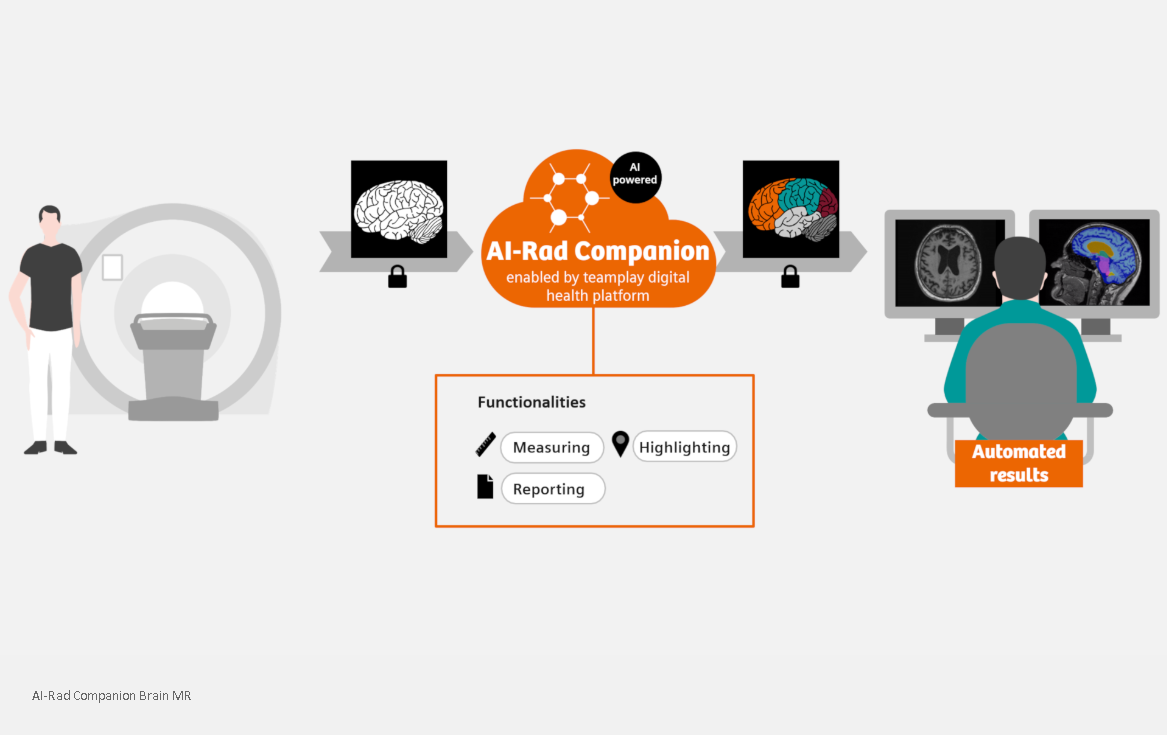 AI
powered
AI-Rad Companion
enabled by teamplay digital
health platform
Functionalities
Measuring
Highlighting
Reporting
Automated
results
AI-Rad Companion Brain MR